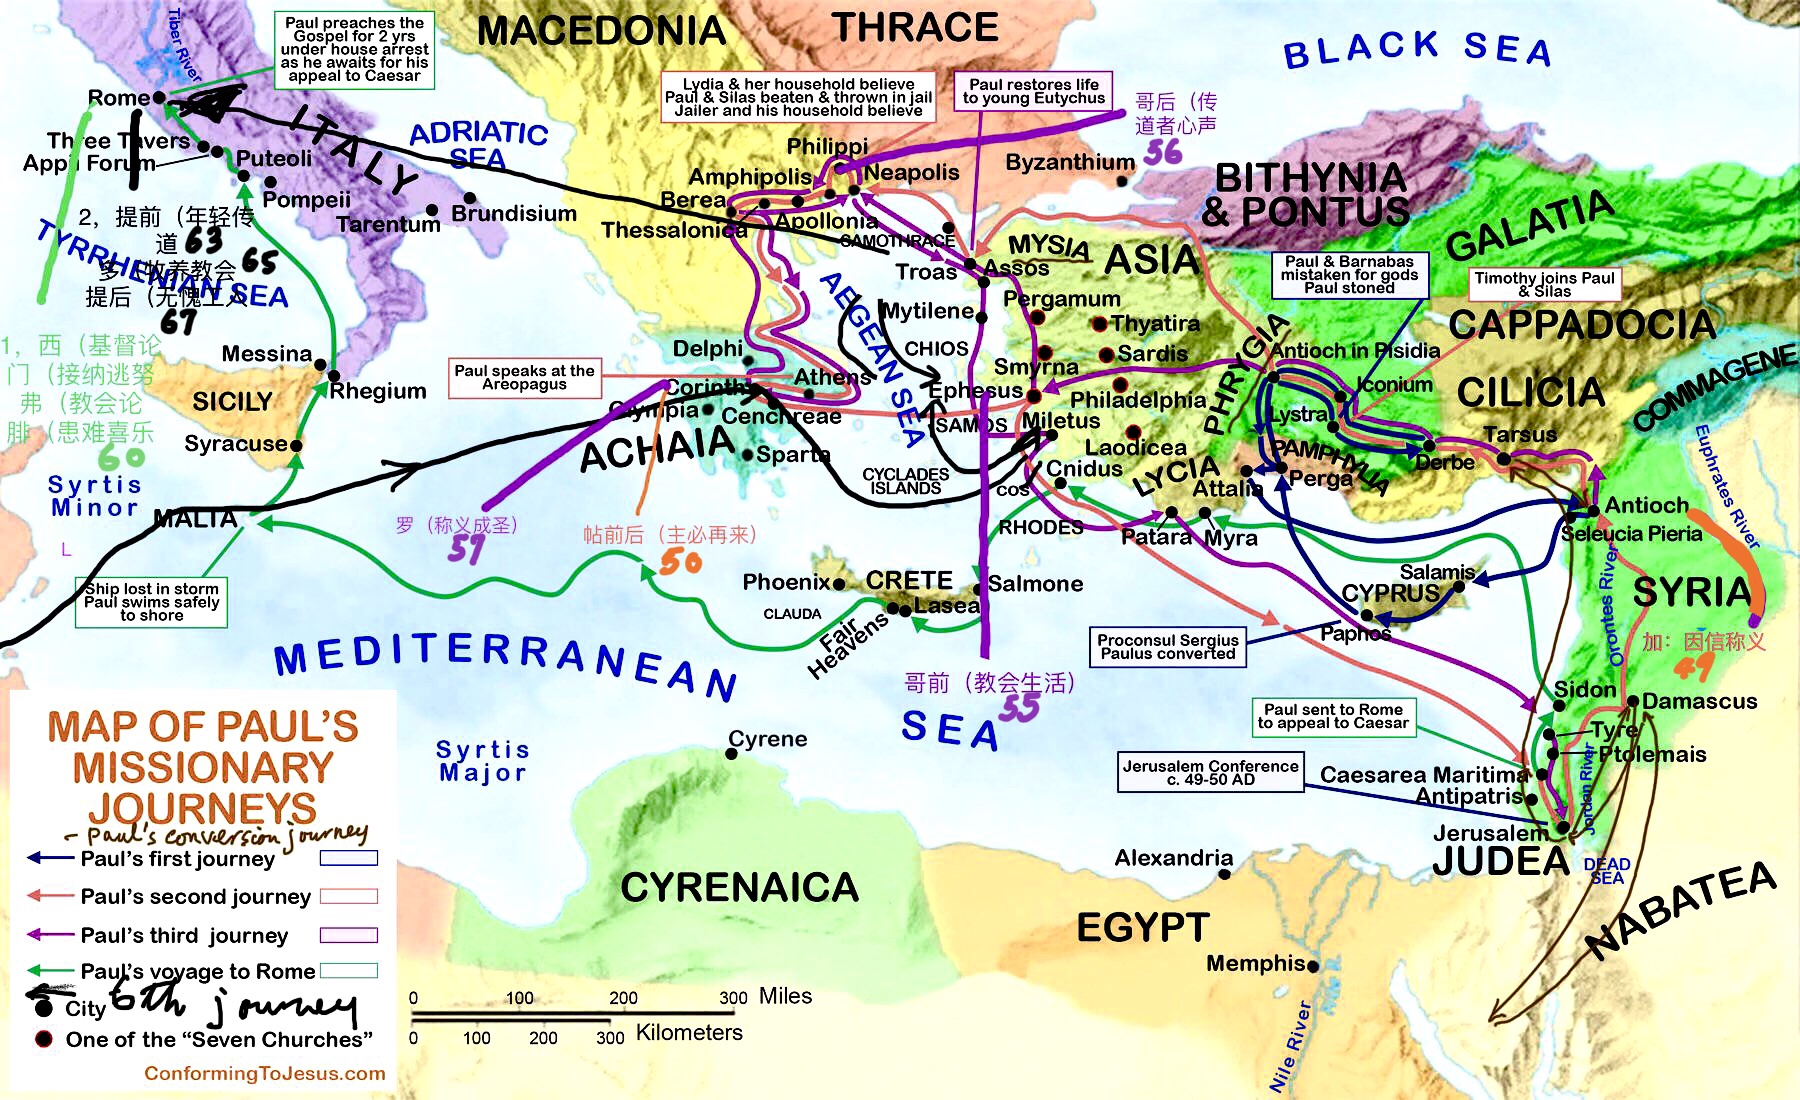 Paul preaches the
Gospel for 2 yrs
under house arrest
as he awaits for his
appeal to Caesar
MACEDONIA
THRACE
BLACK SEA
Tiber River
Rome
ITALY
ADRIATIC
SEA
Lydia & her household believe
Paul & Silas beaten & thrown in jail
Jailer and his household believe
Paul restores life
to young Eutychus
哥后（传
道者心声
56
Three Tavers
Appii Forum
Puteoli
Pompeii
Tarentum
Brundisium
Philippi
Neapolis
Amphipolis
Berea
Apollonia
Thessalonica
SAMOTHRACE
Byzanthium
BITHYNIA
& PONTUS
GALATIA
2，提前（年轻传
道 63
多（牧养教会 65
提后（无愧工人
67
TYRRHENIAN SEA
Troas
Assos
MYSIA
ASIA
Paul & Barnabas
mistaken for gods
Paul stoned
Timothy joins Paul
& Silas
CAPPADOCIA
COMMAGENE
CILICIA
AEGEAN SEA
Mytilene
Pergamum
Thyatira
CHIOS
Smyrna
Sardis
PHRYGIA
Antioch in Pisidia
Iconium
Lystra
Derbe
Tarsus
1，西（基督论
门（接纳逃努
弗（教会论
腓（患难喜乐
60
Messina
Rhegium
SICILY
Syracuse
Paul speaks at the
Areopagus
Delphi
Corinth
Athens
Olympia
Cenchreae
Sparta
ACHAIA
Ephesus
Philadelphia
SAMOS
Miletus
Laodicea
CYCLADES
ISLANDS
Cnidus
COS
LYCIA
PAMPHYLIA
Attalia
Perga
Euphrates River
Antioch
Seleucia Pieria
Syrtis
Minor
MALTA
L
罗（称义成圣）
57
帖前后（主必再来）
50
RHODES
Patara
Myra
Ship lost in storm
Paul swims safely
to shore
Phoenix
CRETE
Salmone
Lasea
CLAUDA
Fair
Heavens
Salamis
CYPRUS
Paphos
Orontes River
SYRIA
加：因信称义
49
Proconsul Sergius
Paulus converted
MEDITERRANEAN
SEA
哥前（教会生活）
55
Sidon
Damascus
Tyre
Ptolemais
Paul sent to Rome
to appeal to Caesar
Jerusalem Conference
c. 49-50 AD
Caesarea Maritima
Antipatris
Jordan River
Jerusalem
JUDEA
DEAD
SEA
NABATEA
Syrtis
Major
Cyrene
CYRENAICA
Alexandria
EGYPT
Memphis
Nile River
MAP OF PAUL'S
MISSIONARY
JOURNEYS
- Paul's conversion journey
Paul's first journey
Paul's second journey
Paul's third journey
Paul's voyage to Rome
6th journey
City
One of the “Seven Churches”
ConformingToJesus.com
0 100 200 300 Miles
0 100 200 300 Kilometers